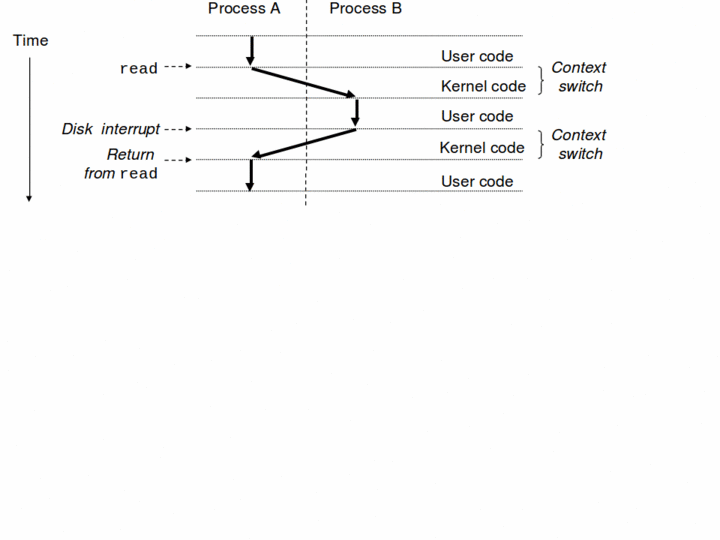 Process A Process B
Time
User code
read
Context
switch
Kernel code
User code
Disk interrupt
Context
switch
Kernel code
Return
from read
User code